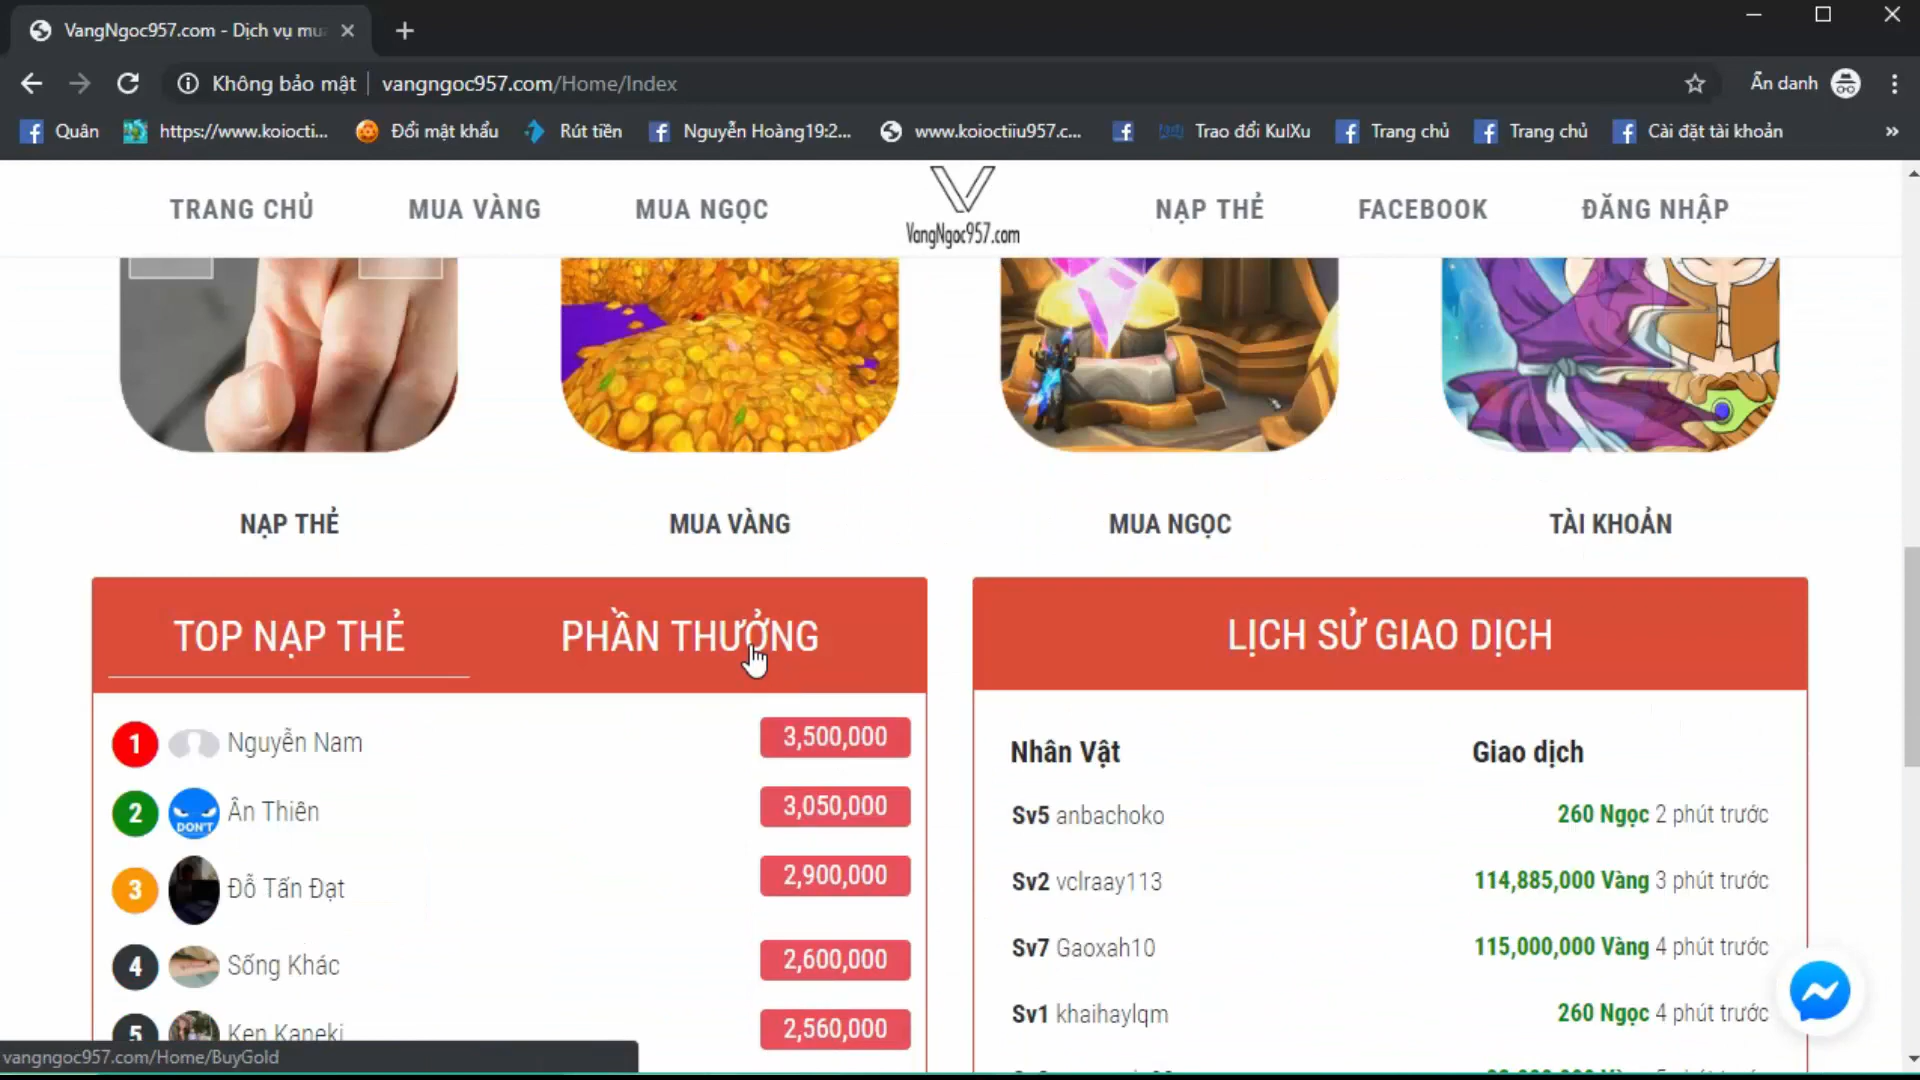 VangNgoc957.com - Dịch vụ mua
Không bảo mật
vangngoc957.com/Home/Index
Ẩn danh
Quân
https://www.koiocti...
Đổi mật khẩu
Rút tiền
Nguyễn Hoàng19:2...
www.koioctiiu957.c...
Trao đổi KulXu
Trang chủ
Trang chủ
Cài đặt tài khoản
»
TRANG CHỦ
MUA VÀNG
MUA NGỌC
VangNgoc957.com
NẠP THẺ
FACEBOOK
ĐĂNG NHẬP
NẠP THẺ
MUA VÀNG
MUA NGỌC
TÀI KHOẢN
TOP NẠP THẺ
PHẦN THƯỞNG
1 Nguyễn Nam 3,500,000
2 DON'T Ân Thiên 3,050,000
3 Đỗ Tấn Đạt 2,900,000
4 Sống Khác 2,600,000
5 Ken Kaneki 2,560,000
LỊCH SỬ GIAO DỊCH
Nhân Vật Giao dịch
Sv5 anbachoko 260 Ngọc 2 phút trước
Sv2 vclraay113 114,885,000 Vàng 3 phút trước
Sv7 Gaoxah10 115,000,000 Vàng 4 phút trước
Sv1 khaihaylqm 260 Ngọc 4 phút trước
vangngoc957.com/Home/BuyGold